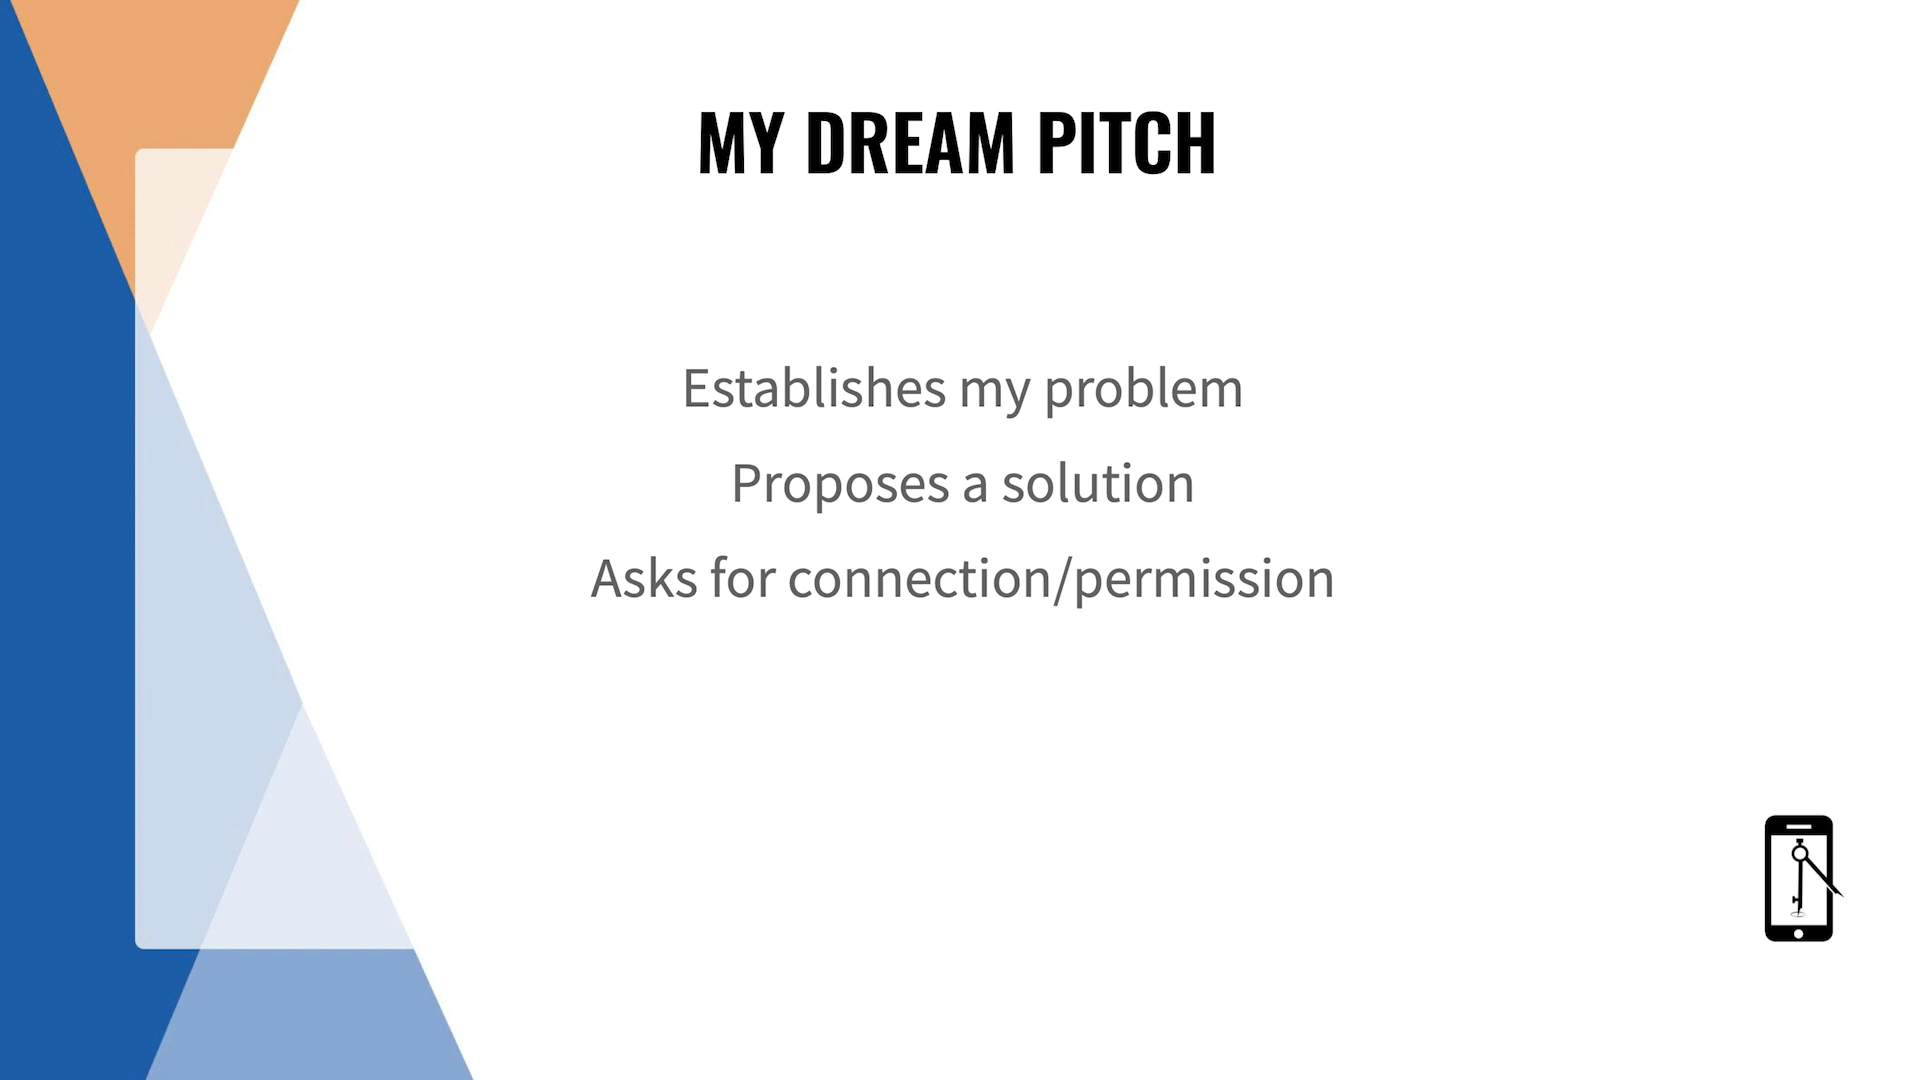 MY DREAM PITCH
Establishes my problem
Proposes a solution
Asks for connection/permission